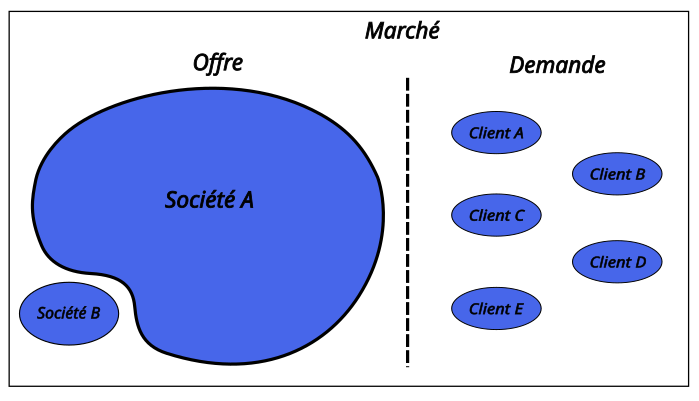 Marché
Offre
Demande
Société A
Société B
Client A
Client B
Client C
Client D
Client E